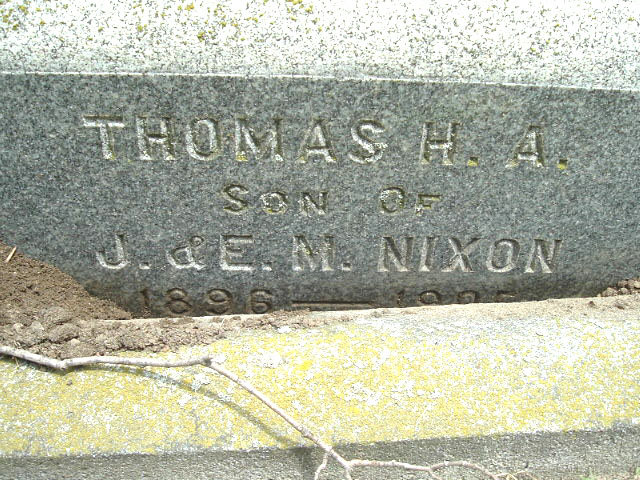 THOMAS H. A.
SON OF
J. & E. M. NIXON
1896 —